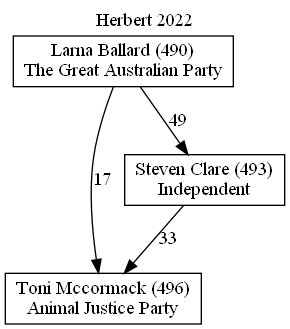 Herbert 2022
Larna Ballard (490)
The Great Australian Party
49
Steven Clare (493)
Independent
17
33
Toni Mccormack (496)
Animal Justice Party